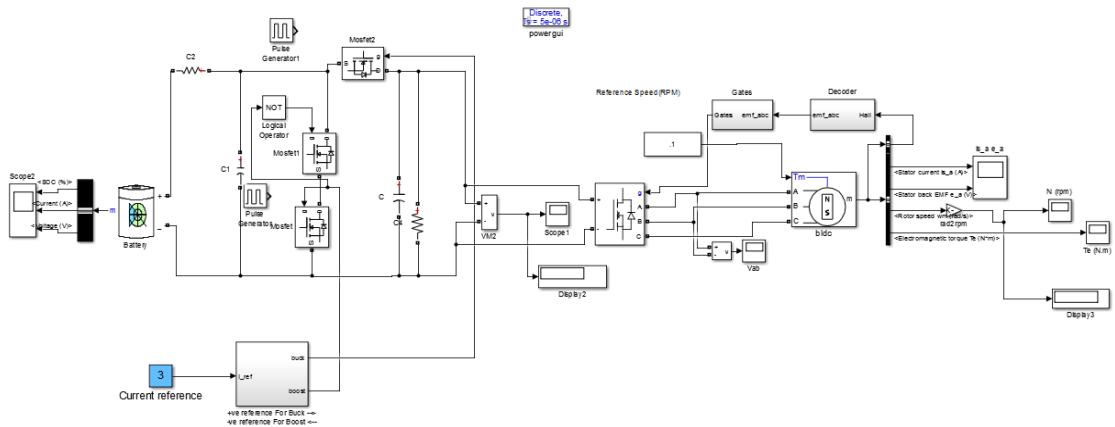 Discrete,
Ts = 5e-06 s
powergui
C2
Pulse
Generator1
Mosfet2
g
S
D
NOT
Logical
Operator
Mosfet1
S
C1
Pulse
Generator
Mosfet
S
C
C4
Scope2
<SOC (%)>
<Current (A)>
<Voltage (V)>
m
+
-
Battery
+
-
v
VM2
Scope1
Display2
Reference Speed(RPM)
.1
Gates
Gates
emf_abc
Decoder
emf_abc
Hall
g
+
-
A
B
C
+
-
v
Vab
Tm
A
B
C
N
S
m
bldc
is_a e_a
<Stator current is_a (A)>
<Stator back EMF e_a (V)>
<Rotor speed wm (rad/s)>
rad2rpm
<Electromagnetic torque Te (N*m)>
N (rpm)
Te (N.m)
Display3
3
Current reference
I_ref
buck
boost
+ve reference For Buck -->
-ve reference For Boost <--